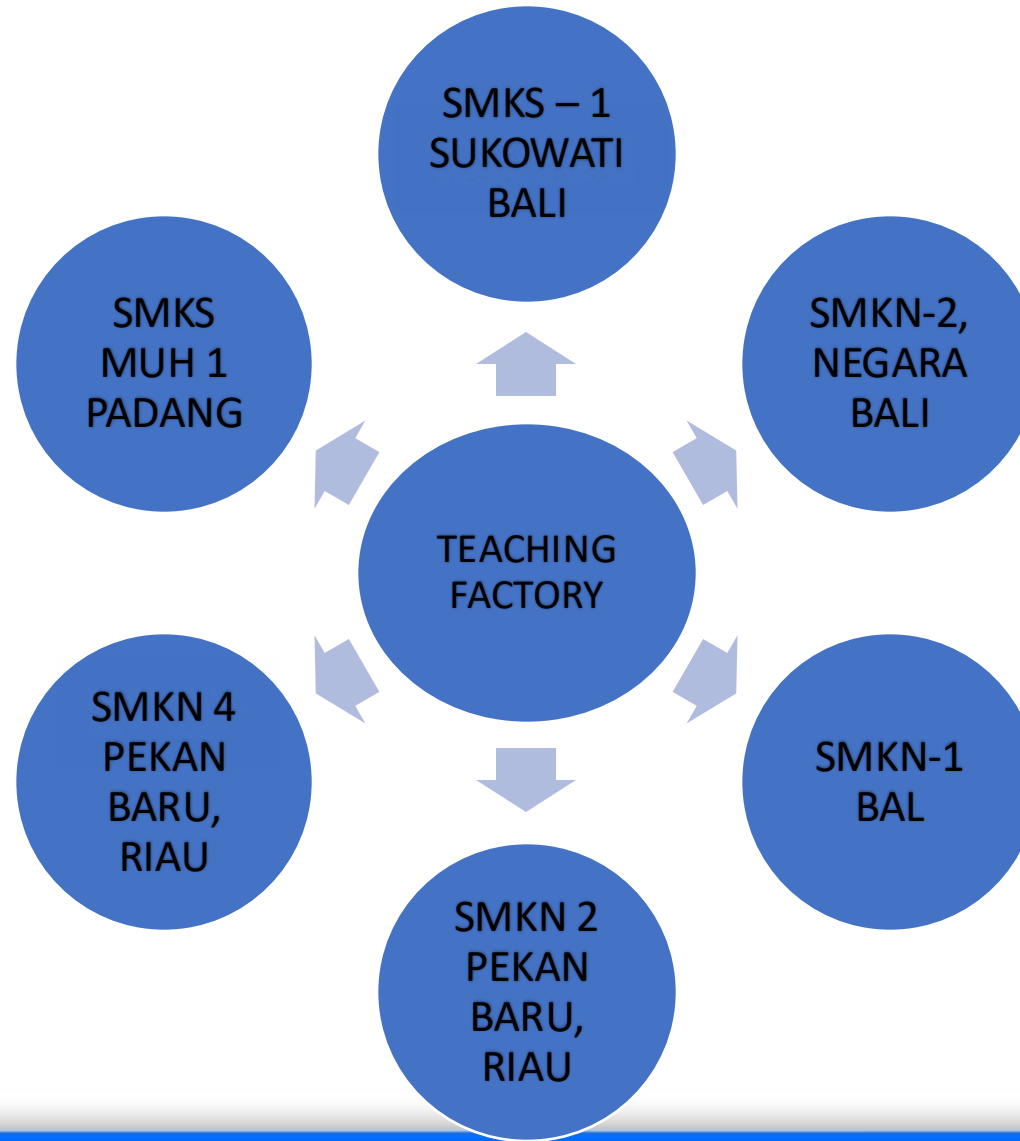 SMKS – 1
SUKOWATI
BALI
SMKN-2,
NEGARA
BALI
SMKN-1
BAL
SMKN 2
PEKAN
BARU,
RIAU
SMKN 4
PEKAN
BARU,
RIAU
SMKS
MUH 1
PADANG
TEACHING
FACTORY